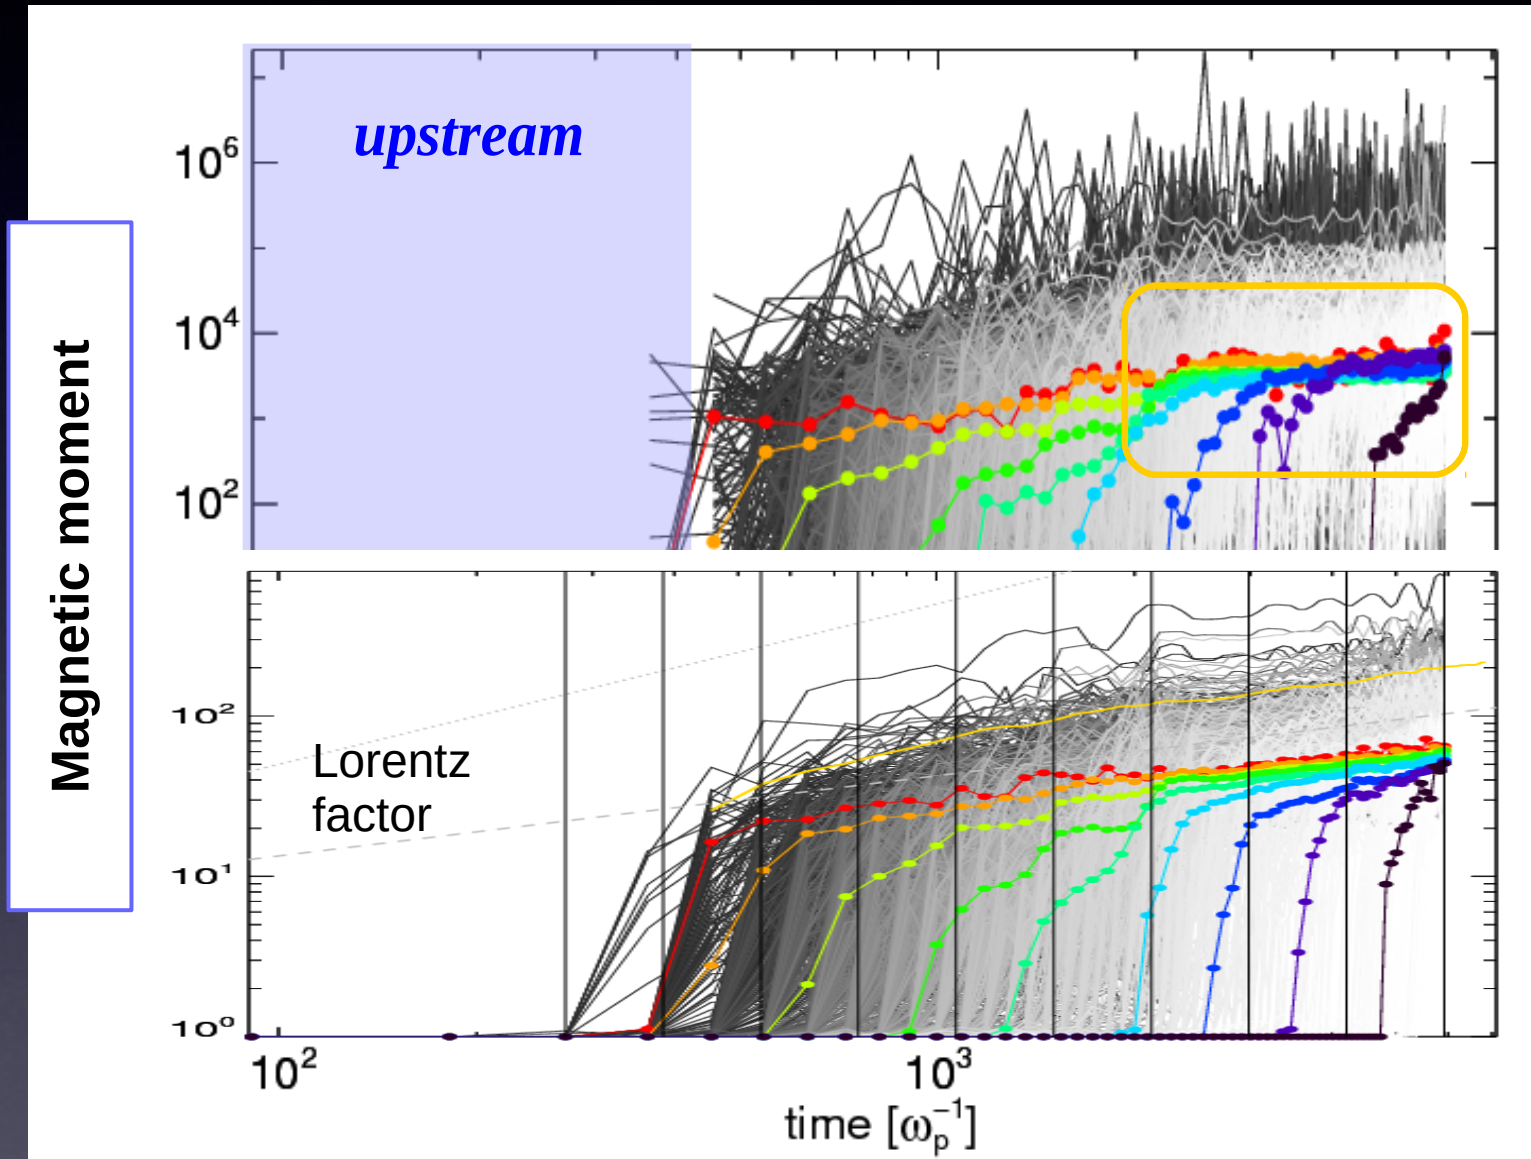 upstream
10⁶
10⁴
10²
Magnetic moment
10²
10¹
10⁰
Lorentz
factor
10²
10³
time [ωₚ⁻¹]